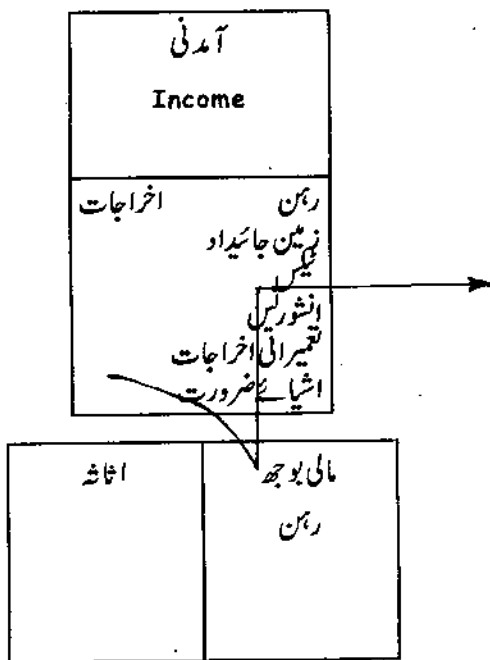 آمدنی
Income
رہن اخراجات
زمین جائیداد
ٹیکس
انشورنس
تعمیراتی اخراجات
اشیائے ضرورت
مالی بوجھ اثاثہ
رہن